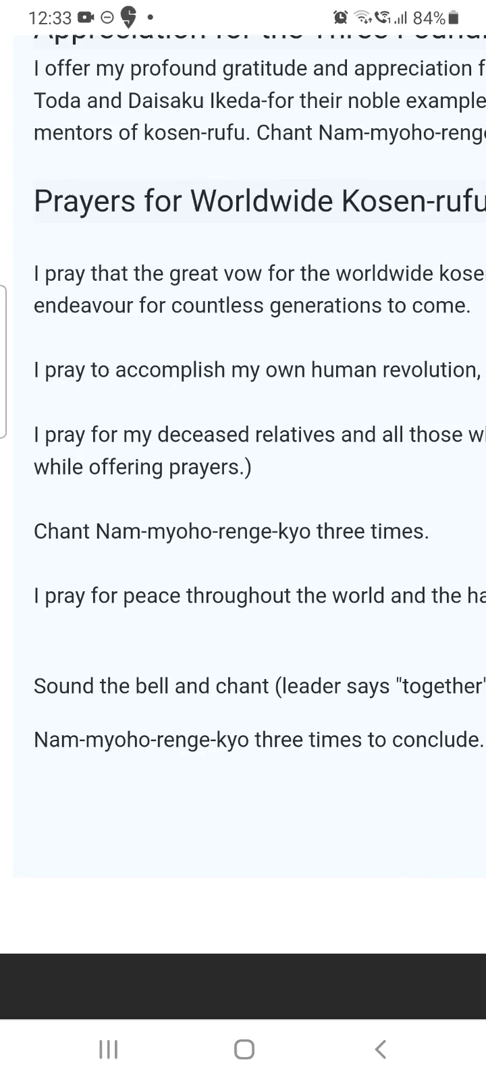 12:33
84%
Appreciation for the Three Found
I offer my profound gratitude and appreciation f
Toda and Daisaku Ikeda-for their noble example
mentors of kosen-rufu. Chant Nam-myoho-reng
Prayers for Worldwide Kosen-rufu
I pray that the great vow for the worldwide kose
endeavour for countless generations to come.
I pray to accomplish my own human revolution,
I pray for my deceased relatives and all those w
while offering prayers.)
Chant Nam-myoho-renge-kyo three times.
I pray for peace throughout the world and the ha
Sound the bell and chant (leader says "together"
Nam-myoho-renge-kyo three times to conclude.